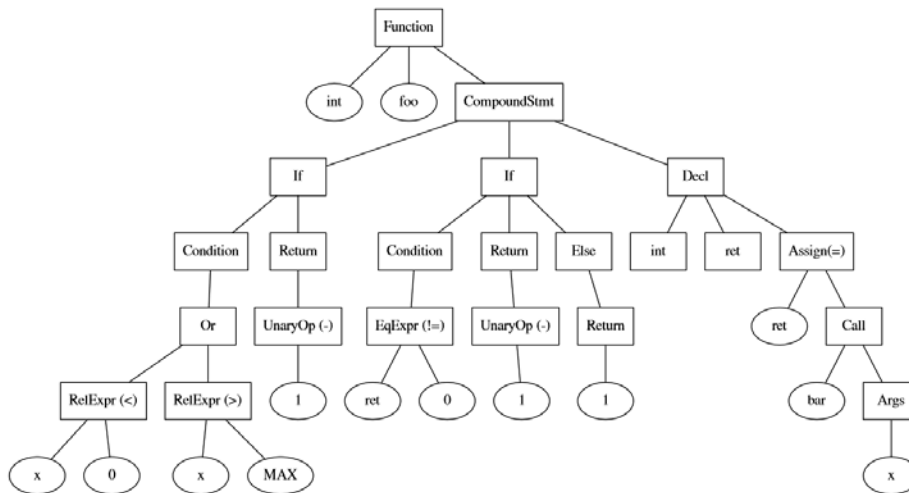 Function
int foo CompoundStmt
If If Decl
Condition Return Condition Return Else int ret Assign(=)
Or UnaryOp (-) EqExpr (!=) UnaryOp (-) Return ret Call
RelExpr (<) RelExpr (>) 1 ret 0 1 1 bar Args
x 0 x MAX x